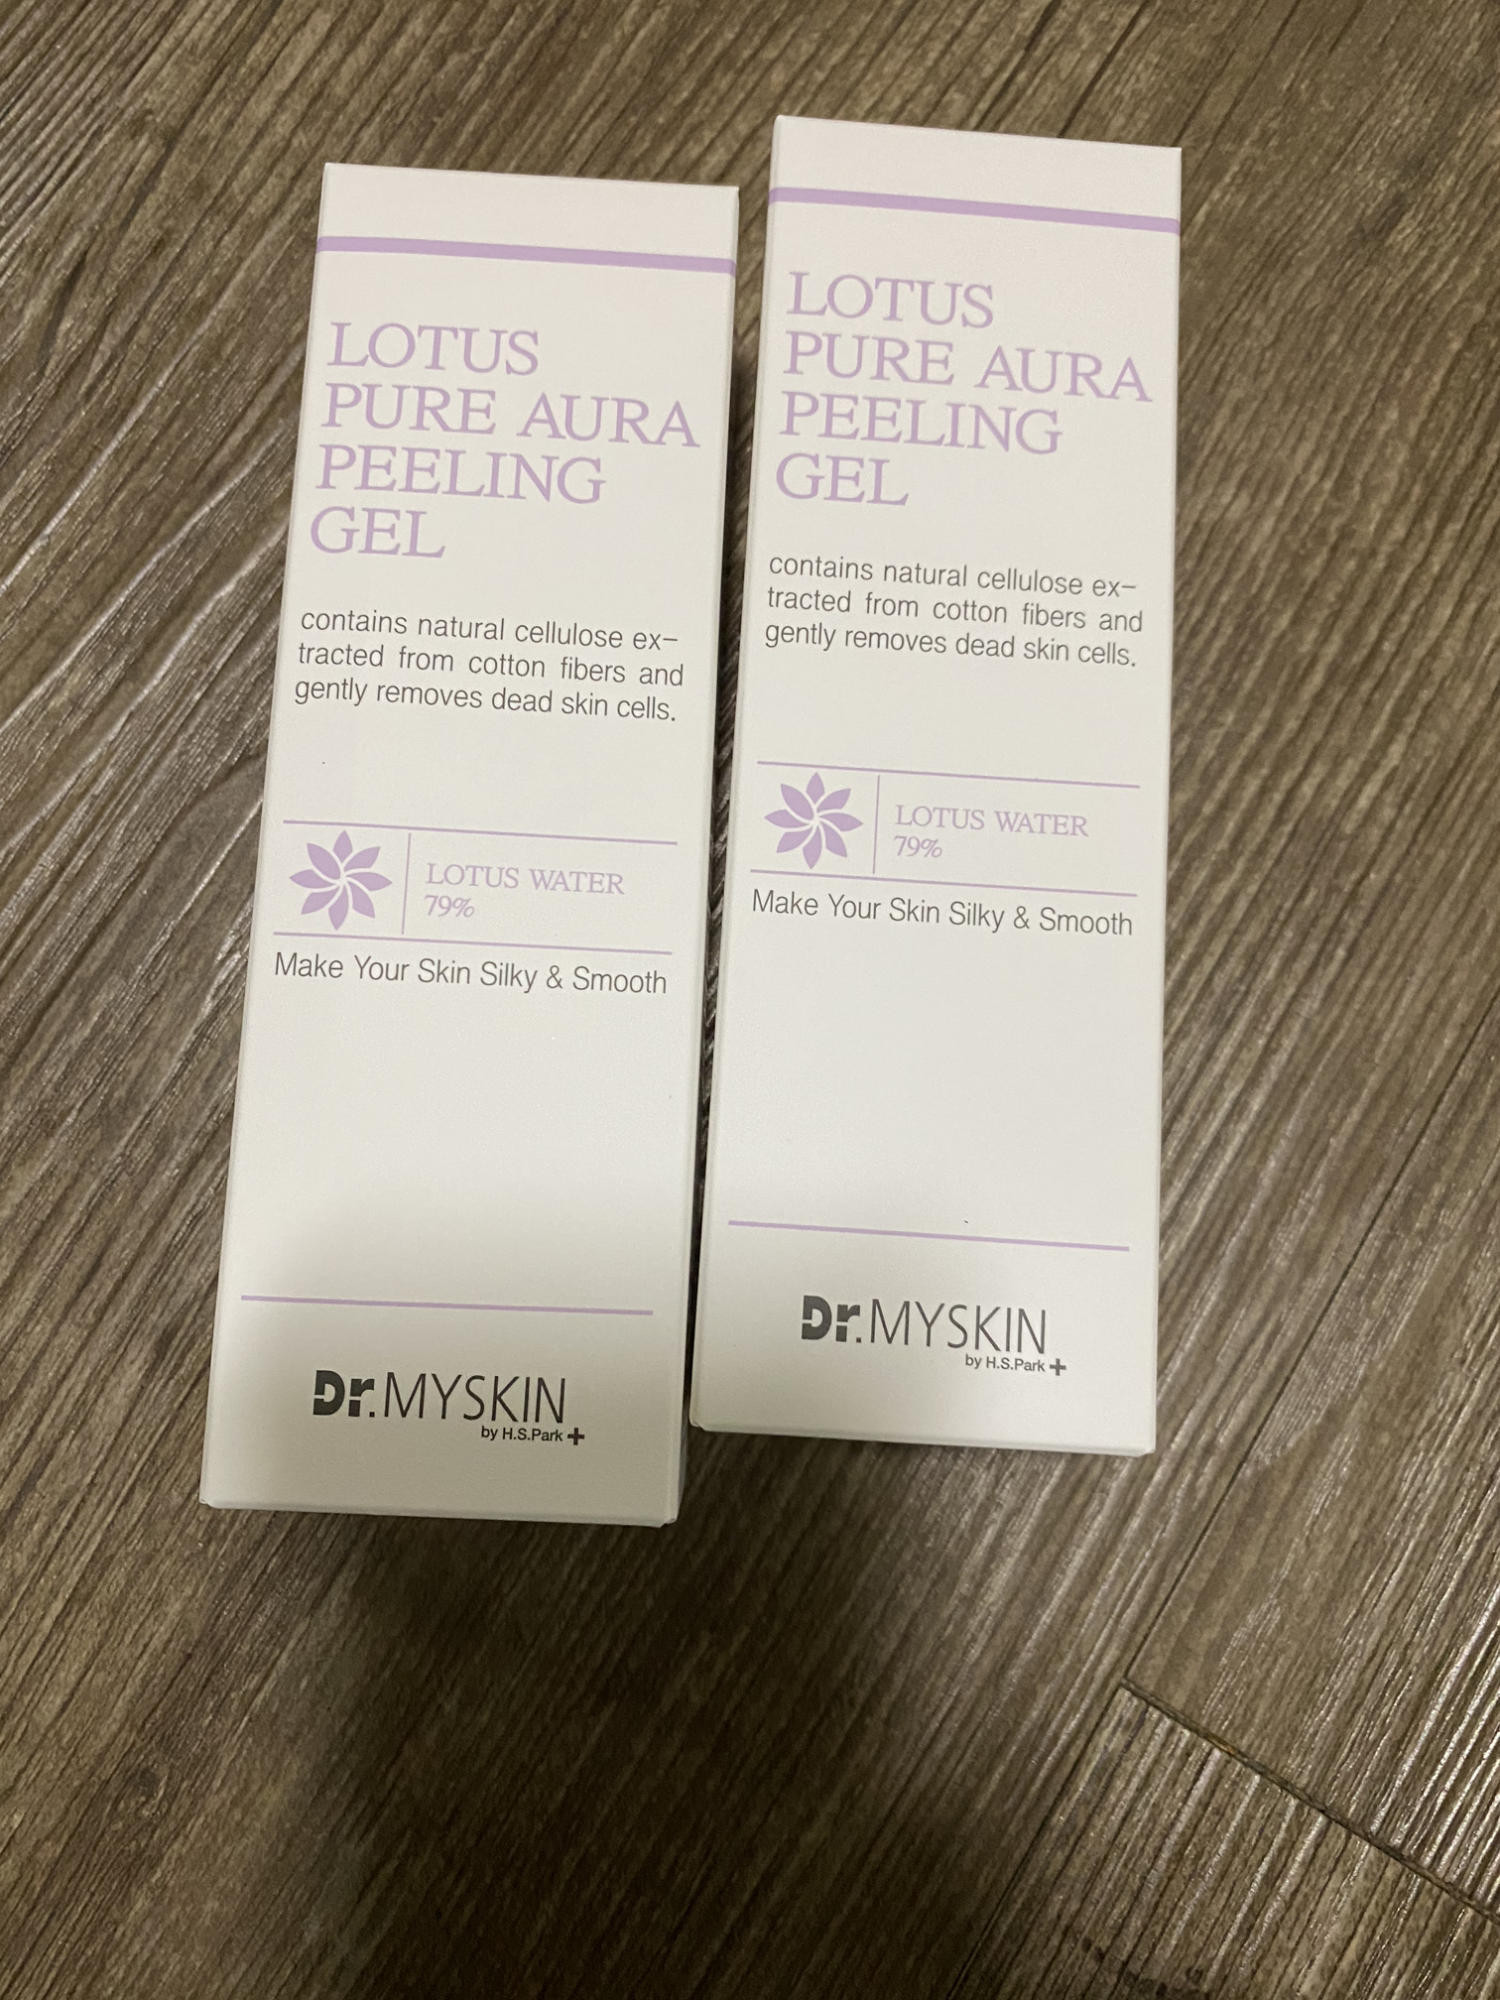 LOTUS
PURE AURA
PEELING
GEL
contains natural cellulose ex-
tracted from cotton fibers and
gently removes dead skin cells.
LOTUS WATER
79%
Make Your Skin Silky & Smooth
Dr.MYSKIN
by H.S.Park+
LOTUS
PURE AURA
PEELING
GEL
contains natural cellulose ex-
tracted from cotton fibers and
gently removes dead skin cells.
LOTUS WATER
79%
Make Your Skin Silky & Smooth
Dr.MYSKIN
by H.S.Park+